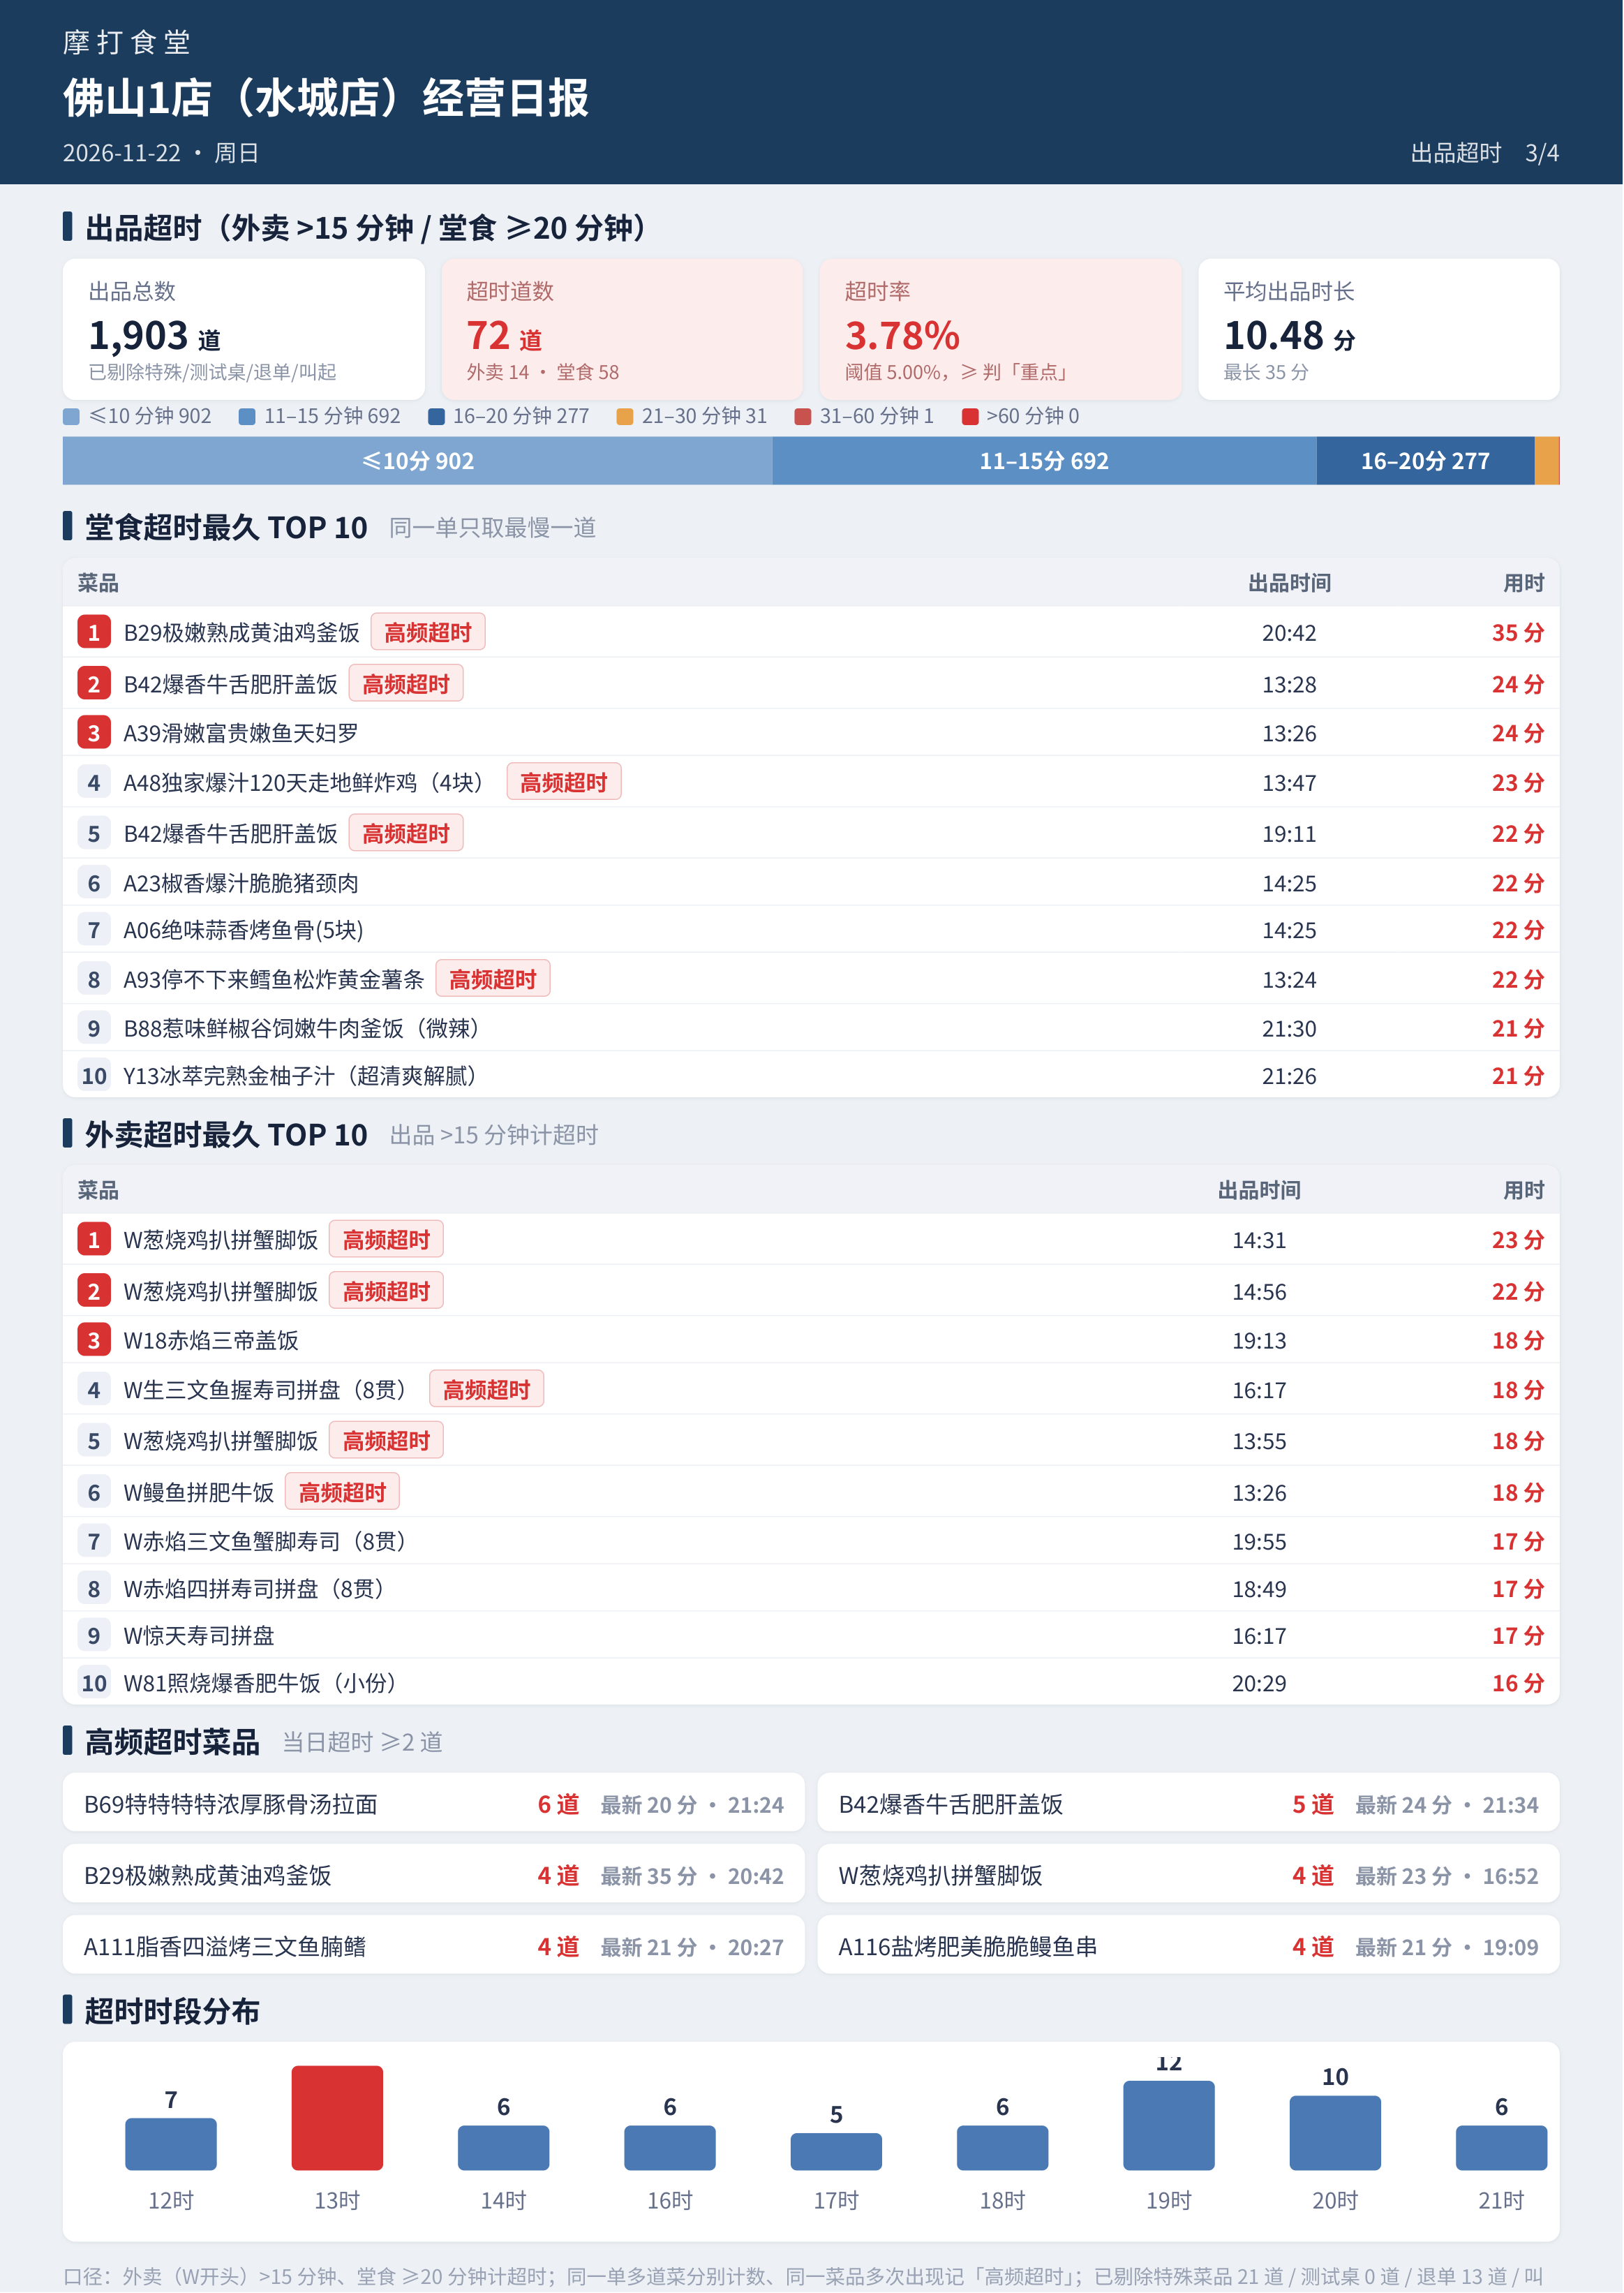 摩打食堂
佛山1店（水城店）经营日报
2026-11-22 · 周日
出品超时 3/4
出品超时（外卖 >15 分钟 / 堂食 ≥20 分钟）
出品总数
1,903 道
已剔除特殊/测试桌/退单/叫起
超时道数
72 道
外卖 14 · 堂食 58
超时率
3.78%
阈值 5.00%，≥ 判「重点」
平均出品时长
10.48 分
最长 35 分
≤10 分钟 902 11–15 分钟 692 16–20 分钟 277 21–30 分钟 31 31–60 分钟 1 >60 分钟 0
≤10分 902 11–15分 692 16–20分 277
堂食超时最久 TOP 10 同一单只取最慢一道
菜品 出品时间 用时
1 B29极嫩熟成黄油鸡釜饭 高频超时 20:42 35 分
2 B42爆香牛舌肥肝盖饭 高频超时 13:28 24 分
3 A39滑嫩富贵嫩鱼天妇罗 13:26 24 分
4 A48独家爆汁120天走地鲜炸鸡（4块） 高频超时 13:47 23 分
5 B42爆香牛舌肥肝盖饭 高频超时 19:11 22 分
6 A23椒香爆汁脆脆猪颈肉 14:25 22 分
7 A06绝味蒜香烤鱼骨(5块) 14:25 22 分
8 A93停不下来鳕鱼松炸黄金薯条 高频超时 13:24 22 分
9 B88惹味鲜椒谷饲嫩牛肉釜饭（微辣） 21:30 21 分
10 Y13冰萃完熟金柚子汁（超清爽解腻） 21:26 21 分
外卖超时最久 TOP 10 出品 >15 分钟计超时
菜品 出品时间 用时
1 W葱烧鸡扒拼蟹脚饭 高频超时 14:31 23 分
2 W葱烧鸡扒拼蟹脚饭 高频超时 14:56 22 分
3 W18赤焰三帝盖饭 19:13 18 分
4 W生三文鱼握寿司拼盘（8贯） 高频超时 16:17 18 分
5 W葱烧鸡扒拼蟹脚饭 高频超时 13:55 18 分
6 W鳗鱼拼肥牛饭 高频超时 13:26 18 分
7 W赤焰三文鱼蟹脚寿司（8贯） 19:55 17 分
8 W赤焰四拼寿司拼盘（8贯） 18:49 17 分
9 W惊天寿司拼盘 16:17 17 分
10 W81照烧爆香肥牛饭（小份） 20:29 16 分
高频超时菜品 当日超时 ≥2 道
B69特特特特浓厚豚骨汤拉面 6 道 最新 20 分 · 21:24
B42爆香牛舌肥肝盖饭 5 道 最新 24 分 · 21:34
B29极嫩熟成黄油鸡釜饭 4 道 最新 35 分 · 20:42
W葱烧鸡扒拼蟹脚饭 4 道 最新 23 分 · 16:52
A111脂香四溢烤三文鱼腩鳍 4 道 最新 21 分 · 20:27
A116盐烤肥美脆脆鳗鱼串 4 道 最新 21 分 · 19:09
超时时段分布
7 6 6 5 6 12 10 6
12时 13时 14时 16时 17时 18时 19时 20时 21时
口径：外卖（W开头）>15 分钟、堂食 ≥20 分钟计超时；同一单多道菜分别计数、同一菜品多次出现记「高频超时」；已剔除特殊菜品 21 道 / 测试桌 0 道 / 退单 13 道 / 叫